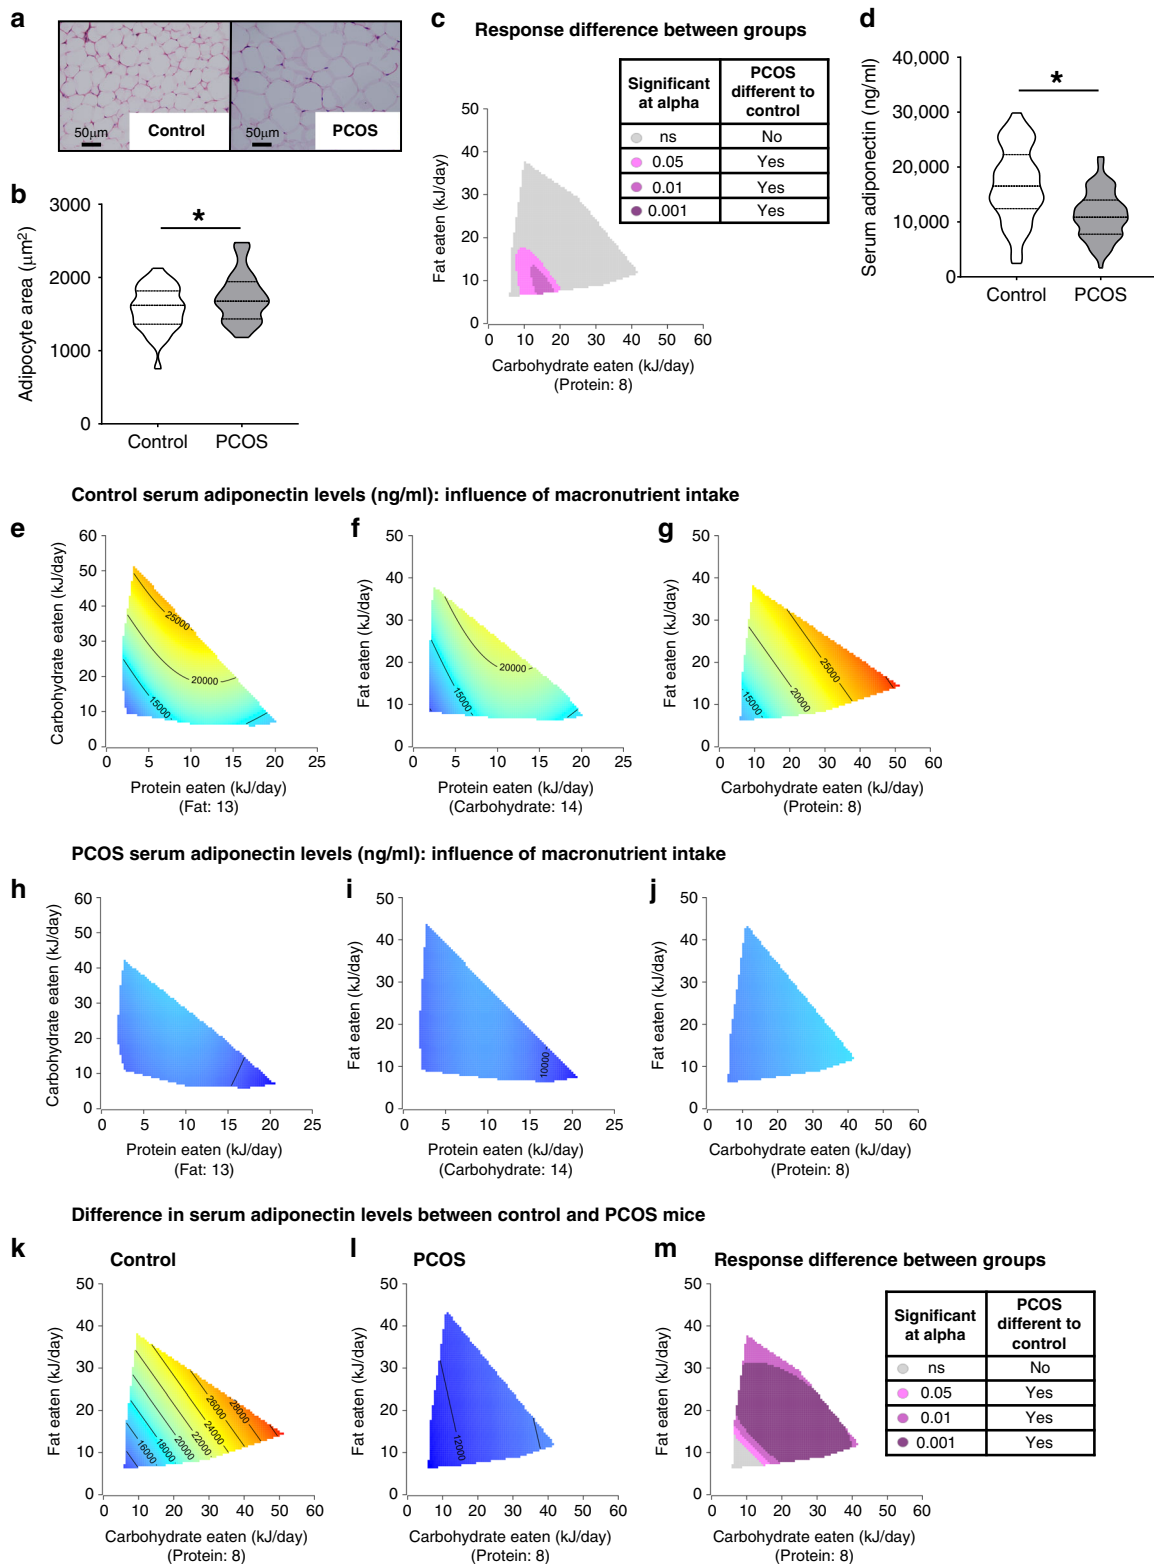 a
50μm
Control
50μm
PCOS
b
Adipocyte area (μm²)
3000
2000
1000
0
*
Control
PCOS
c
Response difference between groups
Significant at alpha
PCOS different to control
ns
No
0.05
Yes
0.01
Yes
0.001
Yes
Fat eaten (kJ/day)
50
40
30
20
10
0
0 10 20 30 40 50 60
Carbohydrate eaten (kJ/day)
(Protein: 8)
d
Serum adiponectin (ng/ml)
40,000
30,000
20,000
10,000
0
*
Control
PCOS
Control serum adiponectin levels (ng/ml): influence of macronutrient intake
e
Carbohydrate eaten (kJ/day)
60
50
40
30
20
10
0
25000
20000
15000
0 5 10 15 20 25
Protein eaten (kJ/day)
(Fat: 13)
f
Fat eaten (kJ/day)
50
40
30
20
10
0
20000
15000
0 5 10 15 20 25
Protein eaten (kJ/day)
(Carbohydrate: 14)
g
Fat eaten (kJ/day)
50
40
30
20
10
0
25000
20000
15000
0 10 20 30 40 50 60
Carbohydrate eaten (kJ/day)
(Protein: 8)
PCOS serum adiponectin levels (ng/ml): influence of macronutrient intake
h
Carbohydrate eaten (kJ/day)
60
50
40
30
20
10
0
0 5 10 15 20 25
Protein eaten (kJ/day)
(Fat: 13)
i
Fat eaten (kJ/day)
50
40
30
20
10
0
10000
0 5 10 15 20 25
Protein eaten (kJ/day)
(Carbohydrate: 14)
j
Fat eaten (kJ/day)
50
40
30
20
10
0
0 10 20 30 40 50 60
Carbohydrate eaten (kJ/day)
(Protein: 8)
Difference in serum adiponectin levels between control and PCOS mice
k
Control
Fat eaten (kJ/day)
50
40
30
20
10
0
16000
18000
20000
22000
24000
26000
28000
0 10 20 30 40 50 60
Carbohydrate eaten (kJ/day)
(Protein: 8)
l
PCOS
Fat eaten (kJ/day)
50
40
30
20
10
0
12000
0 10 20 30 40 50 60
Carbohydrate eaten (kJ/day)
(Protein: 8)
m
Response difference between groups
Fat eaten (kJ/day)
50
40
30
20
10
0
0 10 20 30 40 50 60
Carbohydrate eaten (kJ/day)
(Protein: 8)
Significant at alpha
PCOS different to control
ns
No
0.05
Yes
0.01
Yes
0.001
Yes